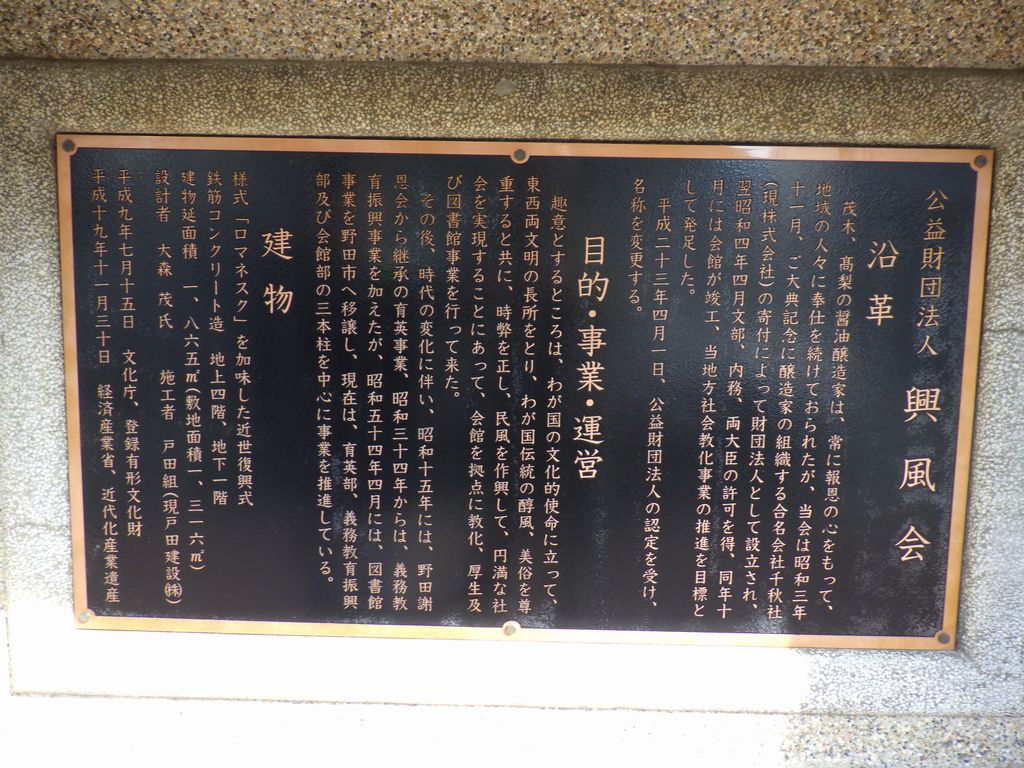 公益財団法人 興風会
沿革
茂木、髙梨の醤油醸造家は、常に報恩の心をもって、
地域の人々に奉仕を続けておられたが、当会は昭和三年
十一月、ご大典記念に醸造家の組織する合名会社千秋社
(現株式会社)の寄付によって財団法人として設立され、
翌昭和四年四月文部、内務、両大臣の許可を得、同年十
月には会館が竣工、当地方社会教化事業の推進を目標と
して発足した。
平成二十三年四月一日、公益財団法人の認定を受け、
名称を変更する。
目的・事業・運営
趣意とするところは、わが国の文化的使命に立って、
東西両文明の長所をとり、わが国伝統の醇風、美俗を尊
重すると共に、時弊を正し、民風を作興して、円満な社
会を実現することにあって、会館を拠点に教化、厚生及
び図書館事業を行って来た。
その後、時代の変化に伴い、昭和十五年には、野田謝
恩会から継承の育英事業、昭和三十四年からは、義務教
育振興事業を加えたが、昭和五十四年四月には、図書館
事業を野田市へ移譲し、現在は、育英部、義務教育振興
部及び会館部の三本柱を中心に事業を推進している。
建物
様式「ロマネスク」を加味した近世復興式
鉄筋コンクリート造 地上四階、地下一階
建物延面積 一、八六五㎡(敷地面積一、三一六㎡)
設計者 大森 茂氏 施工者 戸田組(現戸田建設㈱)
平成九年七月十五日 文化庁、登録有形文化財
平成十九年十一月三十日 経済産業省、近代化産業遺産